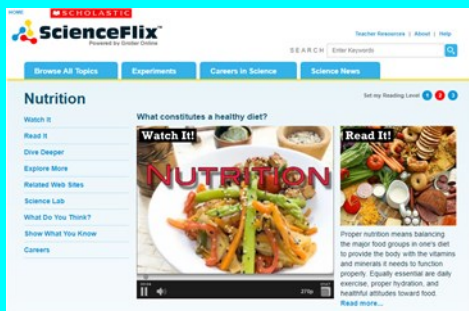 HOME
SCHOLASTIC
ScienceFlix™
Powered by Grolier Online
Teacher Resources | About | Help
SEARCH Enter Keywords
Browse All Topics Experiments Careers in Science Science News
Nutrition
Set my Reading Level 1 2 3
Watch It
Read It
Dive Deeper
Explore More
Related Web Sites
Science Lab
What Do You Think?
Show What You Know
Careers
What constitutes a healthy diet?
Watch It!
NUTRITION
270p
Read It!
Proper nutrition means balancing
the major food groups in one's diet
to provide the body with the vitamins
and minerals it needs to function
properly. Equally essential are daily
exercise, proper hydration, and
healthful attitudes toward food.
Read more...